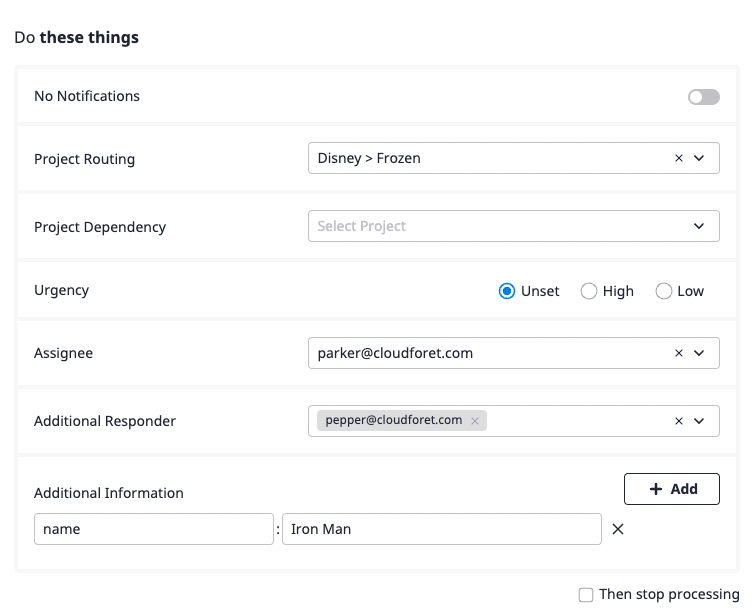 Do these things
No Notifications
Project Routing Disney > Frozen
Project Dependency Select Project
Urgency Unset High Low
Assignee parker@cloudforet.com
Additional Responder pepper@cloudforet.com
Additional Information Add
name : Iron Man
Then stop processing